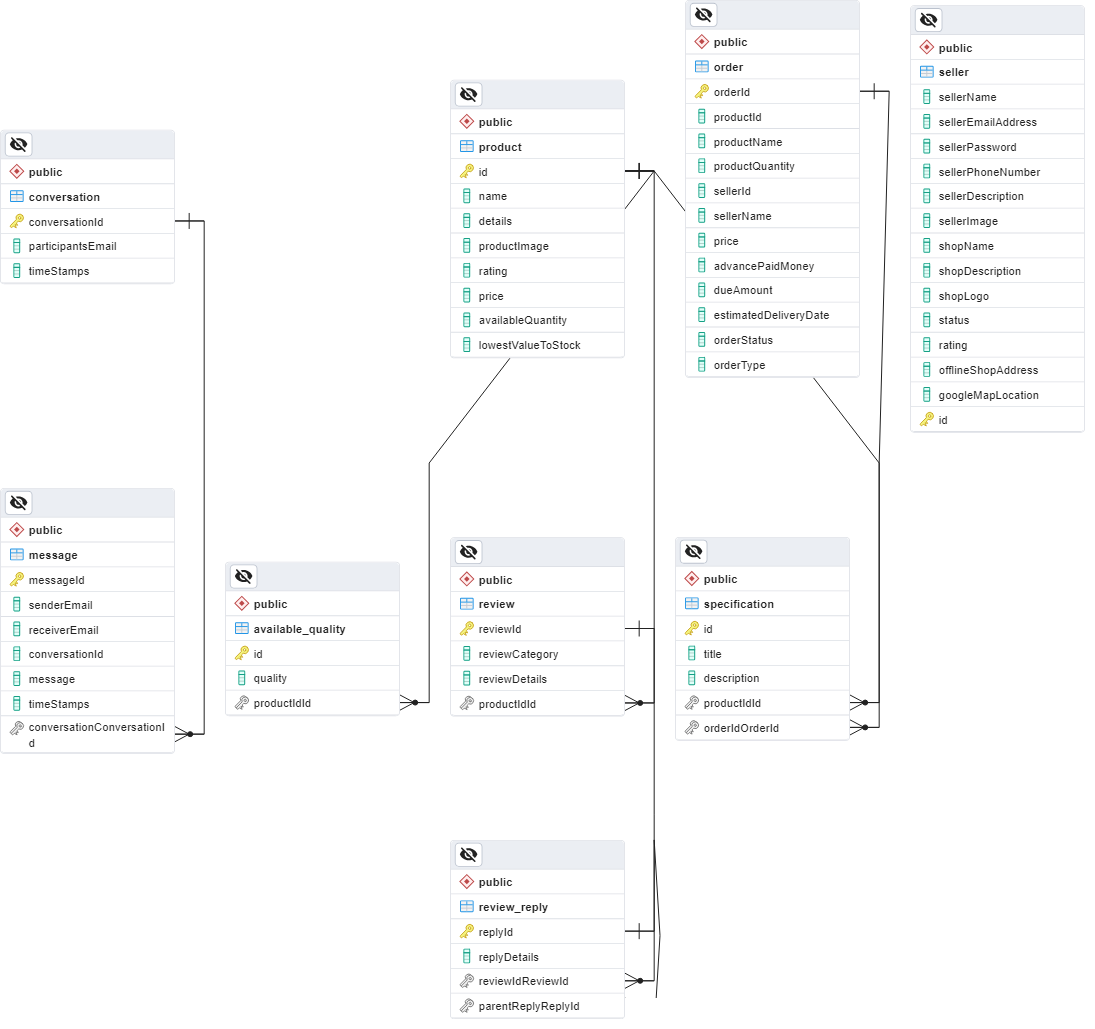 public
conversation
conversationId
participantsEmail
timeStamps
public
message
messageId
senderEmail
receiverEmail
conversationId
message
timeStamps
conversationConversationI
d
public
available_quality
id
quality
productIdId
public
product
id
name
details
productImage
rating
price
availableQuantity
lowestValueToStock
public
review
reviewId
reviewCategory
reviewDetails
productIdId
public
review_reply
replyId
replyDetails
reviewIdReviewId
parentReplyReplyId
public
order
orderId
productId
productName
productQuantity
sellerId
sellerName
price
advancePaidMoney
dueAmount
estimatedDeliveryDate
orderStatus
orderType
public
specification
id
title
description
productIdId
orderIdOrderId
public
seller
sellerName
sellerEmailAddress
sellerPassword
sellerPhoneNumber
sellerDescription
sellerImage
shopName
shopDescription
shopLogo
status
rating
offlineShopAddress
googleMapLocation
id